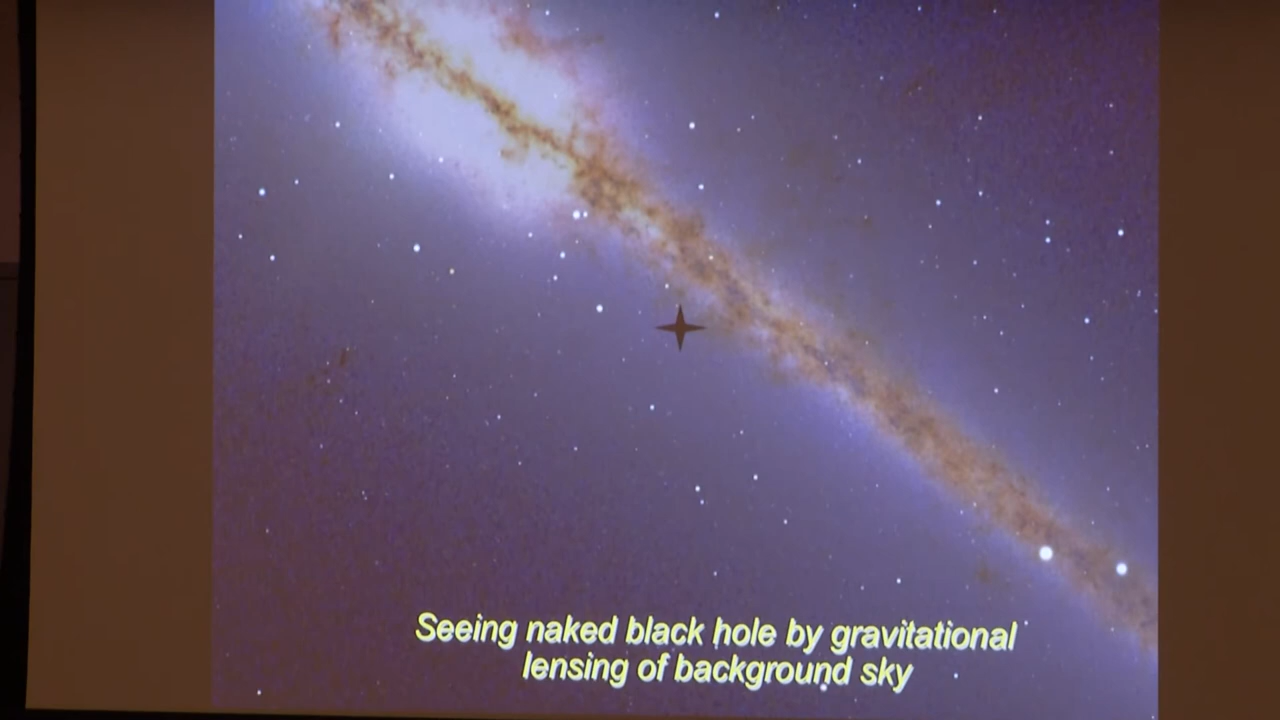 Seeing naked black hole by gravitational
lensing of background sky